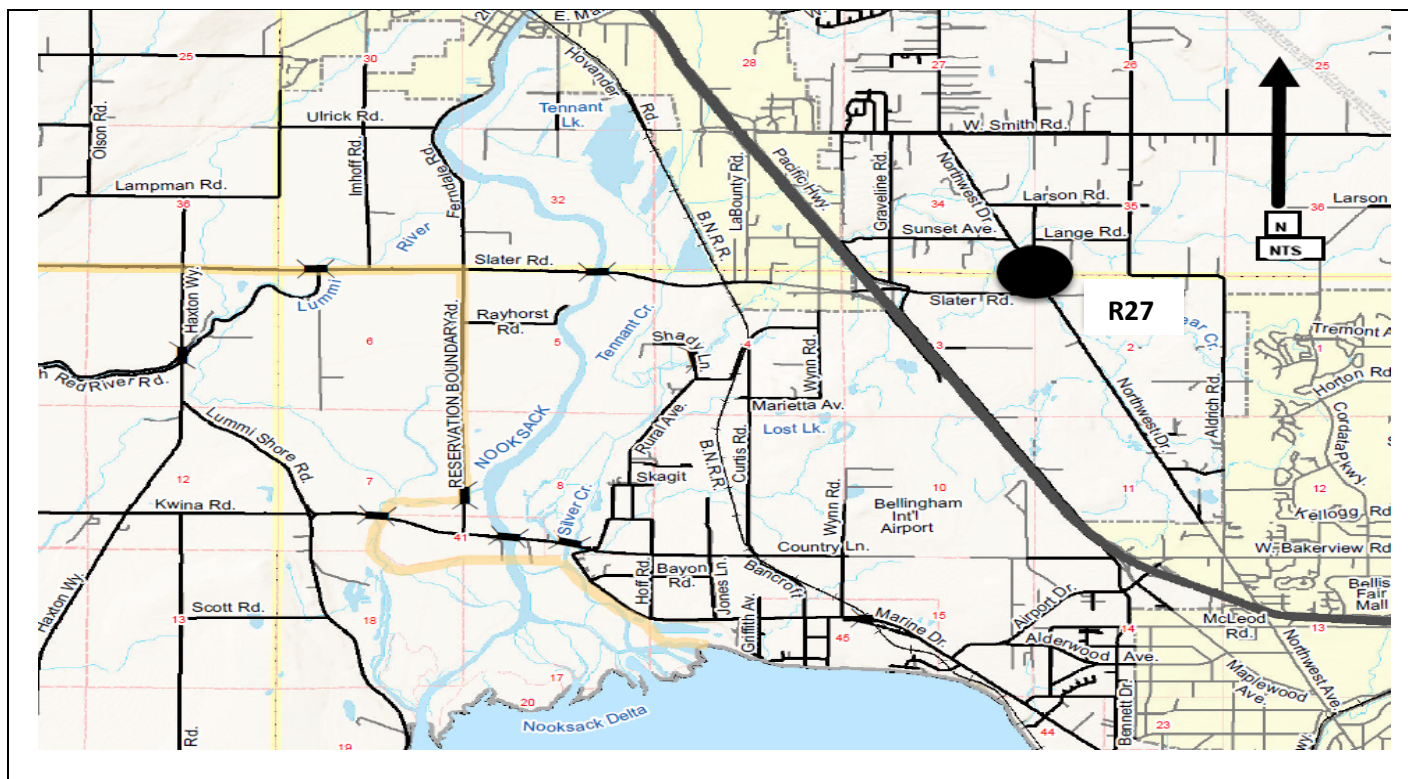 E. Ma
25
30
28
27
26
25
Hovander Rd.
Olson Rd.
Ulrick Rd.
Imhoff Rd.
Ferndale Rd.
Tennant
Lk.
W. Smith Rd.
Pacific Hwy.
LaBounty Rd.
Graveline Rd.
Northwest Dr.
Lampman Rd.
36
32
34
Larson Rd.
35
36
Larson
River
B.N.R.R.
Sunset Ave.
Lange Rd.
N
NTS
Slater Rd.
Haxton Wy.
Lummi
Slater Rd.
R27
ear Cr.
Rayhorst
Rd.
RESERVATION BOUNDARY Rd.
6
5
Tennant Cr.
Shady Ln.
4
Wynn Rd.
3
2
1
Tremont A
Horton Rd
h Red River Rd.
Lummi Shore Rd.
Marietta Av.
Lost Lk.
Rural Ave.
B.N.R.R.
Curtis Rd.
Northwest Dr.
Aldrich Rd.
Cordata Pkwy.
NOOKSACK
Skagit
12
7
8
10
11
12
Kwina Rd.
Silver Cr.
Wynn Rd.
Bellingham
Int'l
Airport
Kellogg Rd
41
Country Ln.
W. Bakerview Rd
Hoff Rd.
Bayon
Rd.
Jones Ln.
Bancroft
Bellis
Fair
Mall
Haxton Wy.
Scott Rd.
13
18
Griffith Av.
45
Marine Dr.
15
Airport Dr.
Alderwood Ave.
14
McLeod
Rd.
13
Maplewood
Ave.
Northwest Ave.
17
20
Nooksack Delta
Bennett Dr.
23
44
Rd.
19
wy.